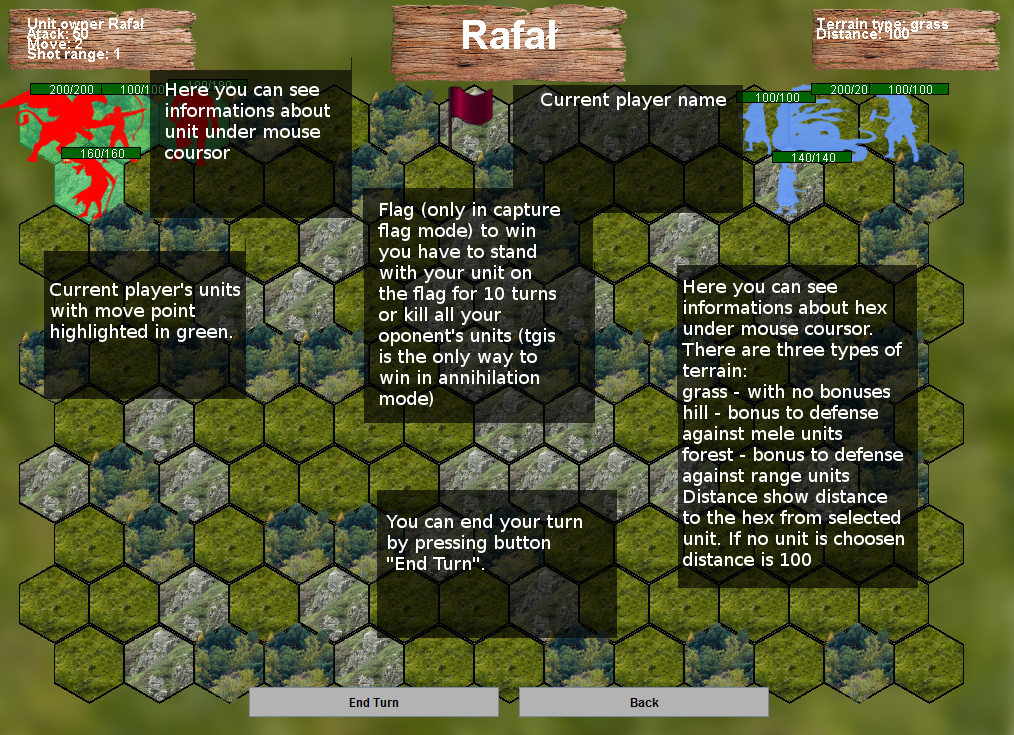 Unit owner Rafał
Atack: 60
Move: 2
Shot range: 1
Rafał
Terrain type: grass
Distance: 100
200/200
100/100
100/100
100/100
200/20
100/100
160/160
140/140
Here you can see
informations about
unit under mouse
coursor
Current player name
Flag (only in capture
flag mode) to win
you have to stand
with your unit on
the flag for 10 turns
or kill all your
oponent's units (tgis
is the only way to
win in annihilation
mode)
Current player's units
with move point
highlighted in green.
Here you can see
informations about hex
under mouse coursor.
There are three types of
terrain:
grass - with no bonuses
hill - bonus to defense
against mele units
forest - bonus to defense
against range units
Distance show distance
to the hex from selected
unit. If no unit is choosen
distance is 100
You can end your turn
by pressing button
"End Turn".
End Turn
Back